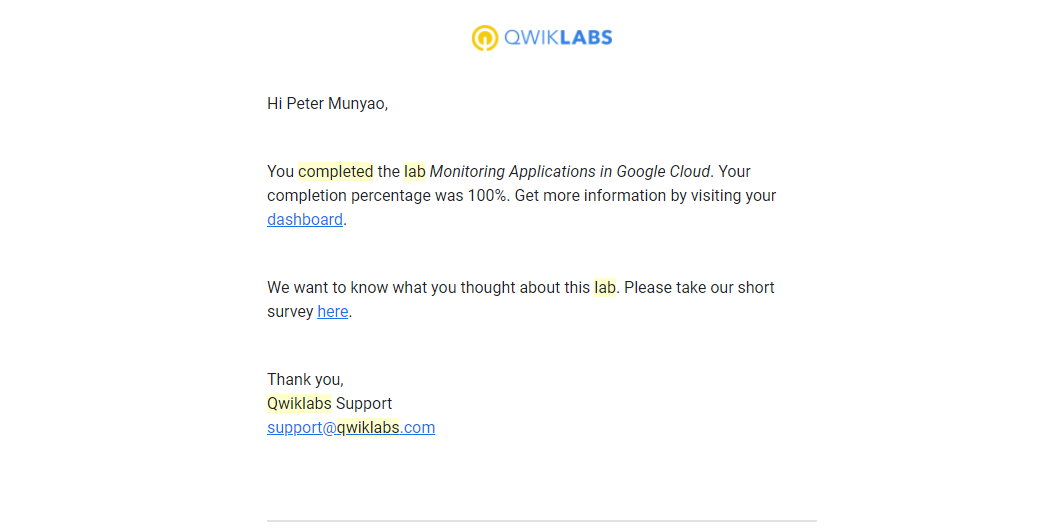 QWIKLABS
Hi Peter Munyao,
You completed the lab Monitoring Applications in Google Cloud. Your
completion percentage was 100%. Get more information by visiting your
dashboard.
We want to know what you thought about this lab. Please take our short
survey here.
Thank you,
Qwiklabs Support
support@qwiklabs.com